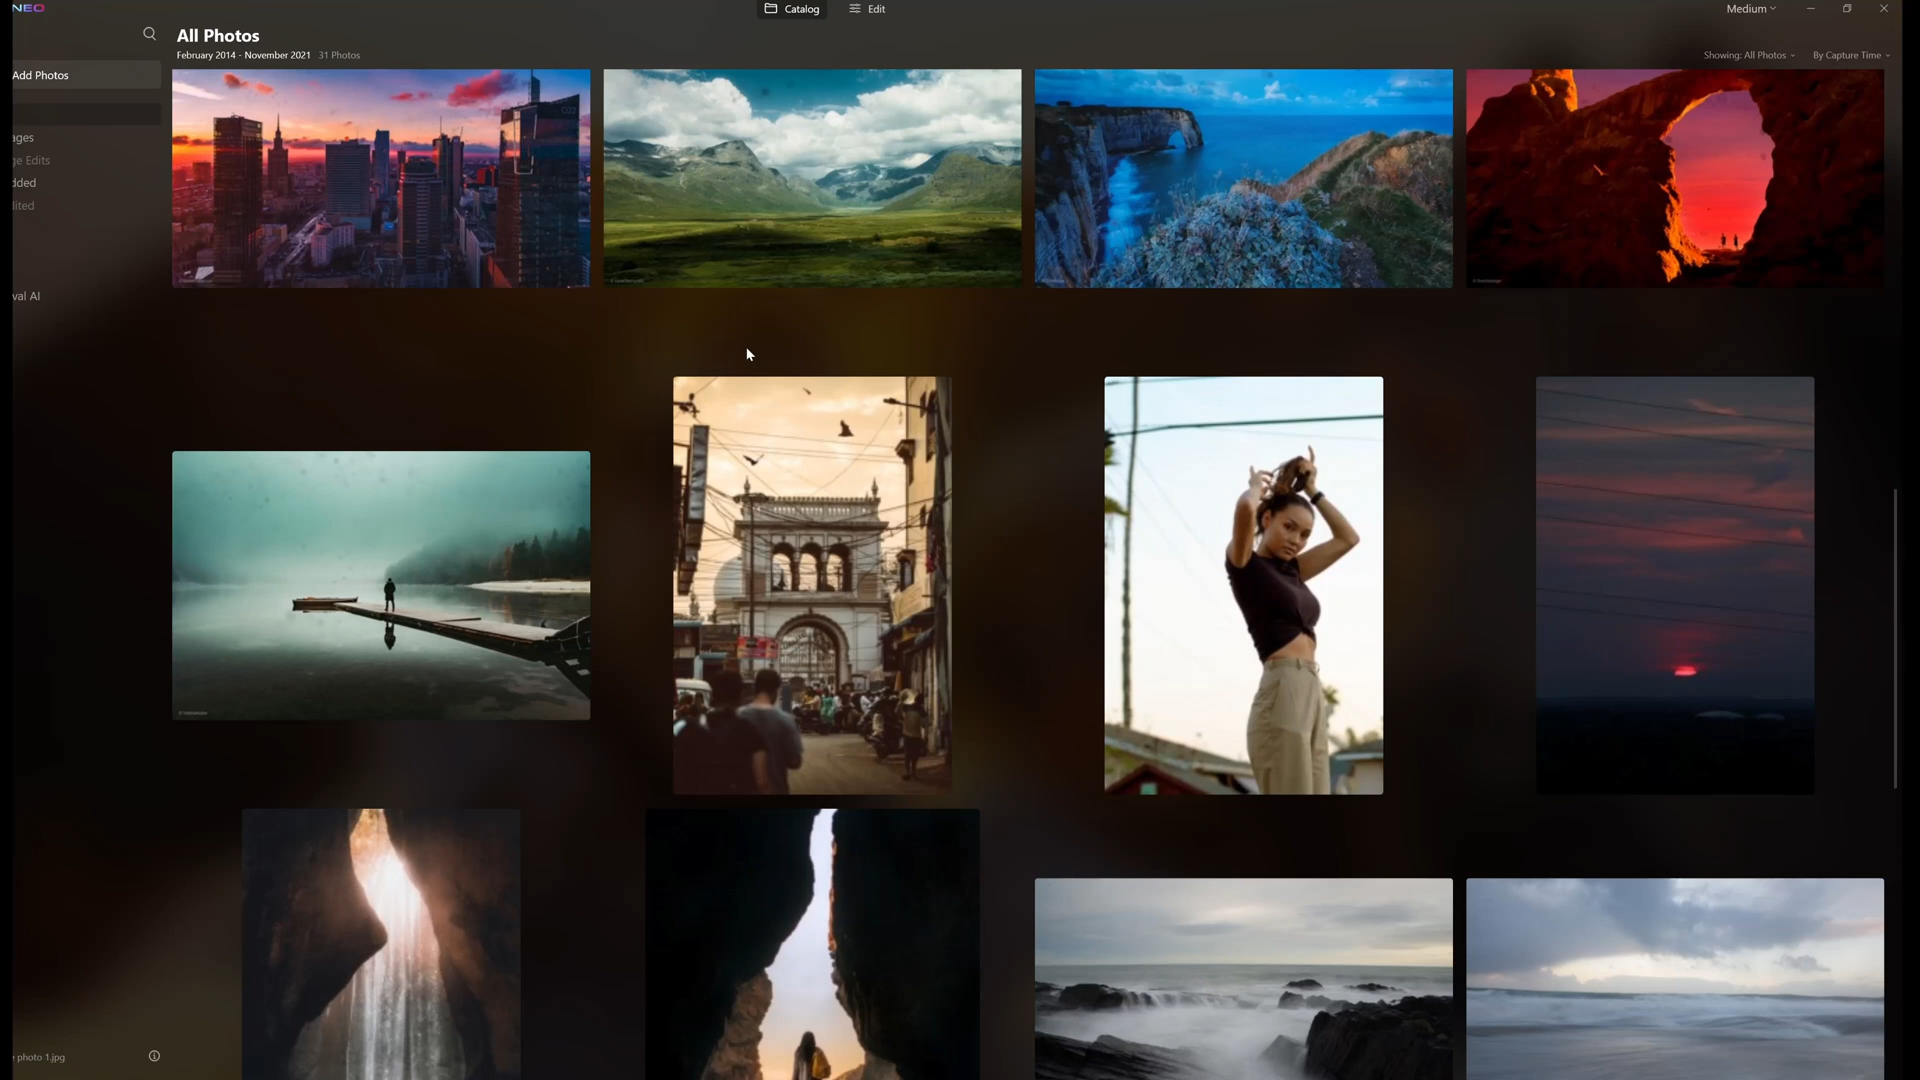 NEO
Catalog
Edit
Medium
All Photos
February 2014 - November 2021 31 Photos
Showing: All Photos
By Capture Time
Add Photos
ages
ge Edits
dded
lited
val AI
photo 1.jpg